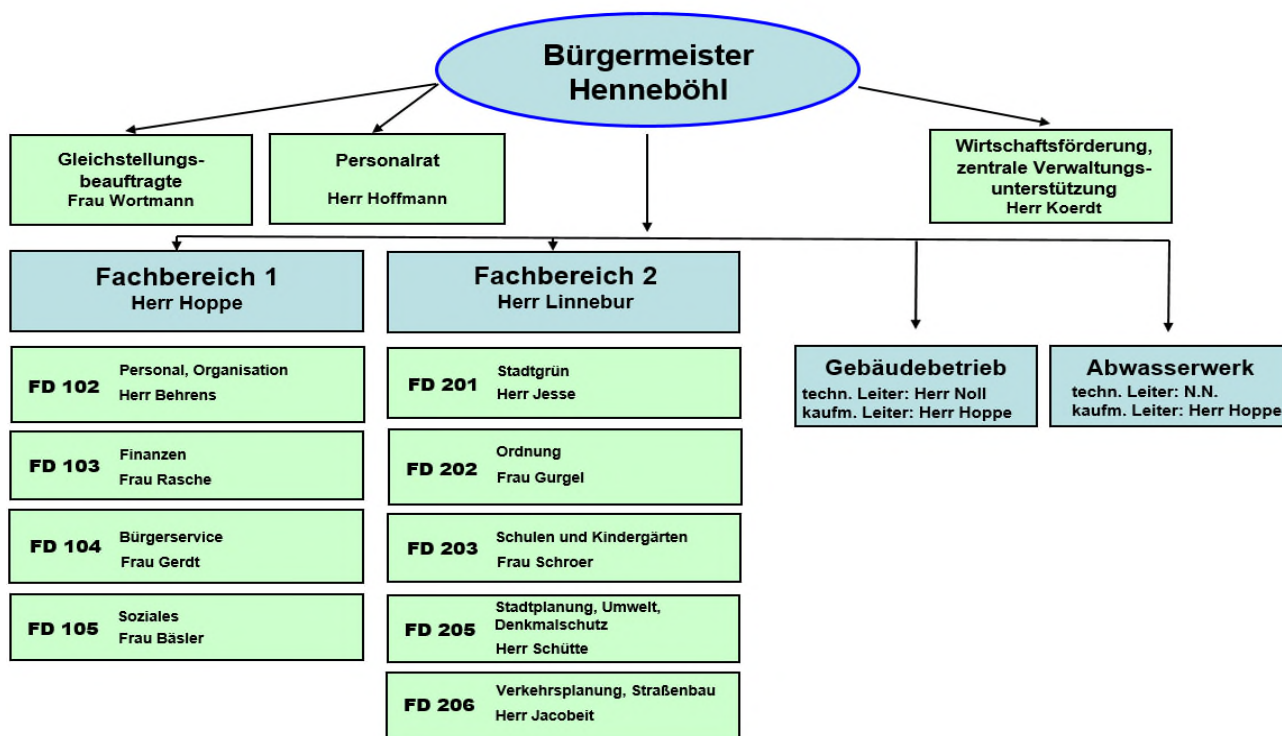 Bürgermeister
Henneböhl
Gleichstellungs-
beauftragte
Frau Wortmann
Personalrat
Herr Hoffmann
Wirtschaftsförderung,
zentrale Verwaltungs-
unterstützung
Herr Koerdt
Fachbereich 1
Herr Hoppe
FD 102
Personal, Organisation
Herr Behrens
FD 103
Finanzen
Frau Rasche
FD 104
Bürgerservice
Frau Gerdt
FD 105
Soziales
Frau Bäsler
Fachbereich 2
Herr Linnebur
FD 201
Stadtgrün
Herr Jesse
FD 202
Ordnung
Frau Gurgel
FD 203
Schulen und Kindergärten
Frau Schroer
FD 205
Stadtplanung, Umwelt,
Denkmalschutz
Herr Schütte
FD 206
Verkehrsplanung, Straßenbau
Herr Jacobeit
Gebäudebetrieb
techn. Leiter: Herr Noll
kaufm. Leiter: Herr Hoppe
Abwasserwerk
techn. Leiter: N.N.
kaufm. Leiter: Herr Hoppe